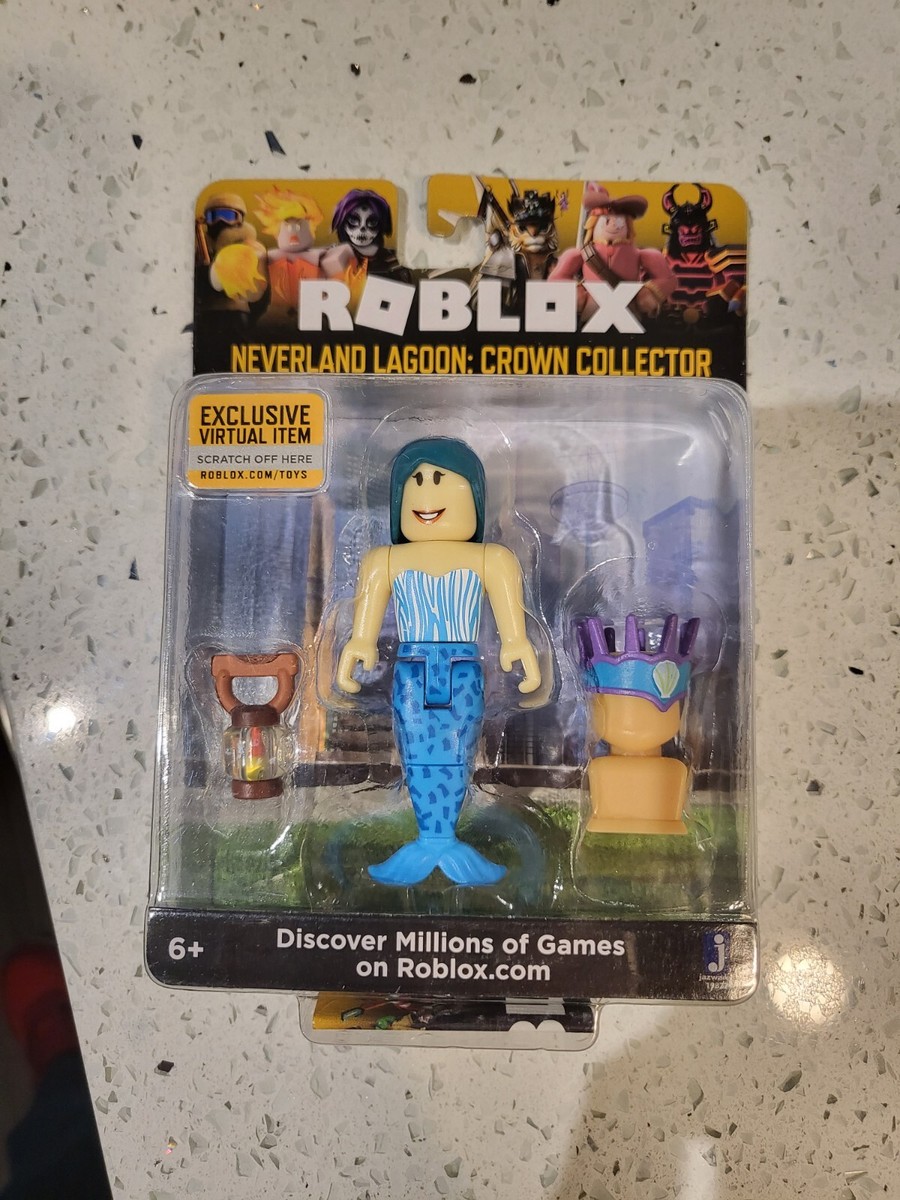 ROBLOX
NEVERLAND LAGOON: CROWN COLLECTOR
EXCLUSIVE
VIRTUAL ITEM
SCRATCH OFF HERE
ROBLOX.COM/TOYS
6+
Discover Millions of Games
on Roblox.com
j